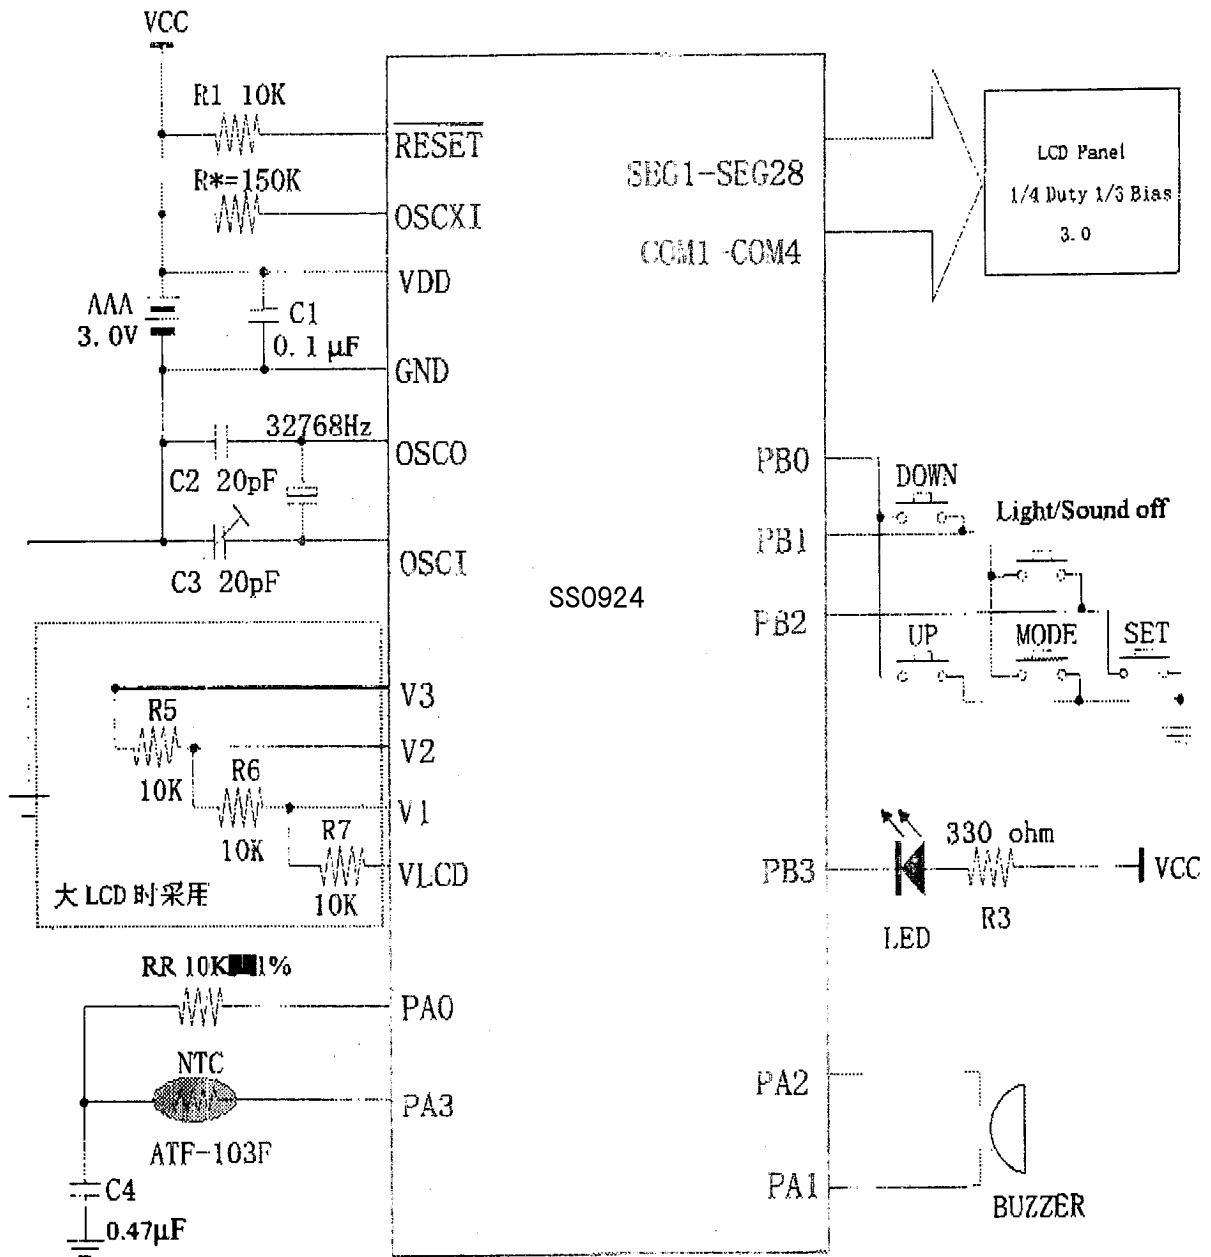 VCC
R1 10K
RESET
R*=150K
OSCXI
VDD
AAA
3.0V
C1
0.1 μF
GND
32768Hz
OSCO
C2 20pF
OSCI
C3 20pF
SS0924
SEG1-SEG28
COM1-COM4
LCD Panel
1/4 Duty 1/3 Bias
3.0
PB0
DOWN
Light/Sound off
PB1
PB2
UP
MODE
SET
V3
R5
10K
V2
R6
10K
V1
R7
10K
VLCD
大 LCD 时采用
PB3
330 ohm
VCC
LED
R3
RR 10K 1%
PA0
NTC
PA3
ATF-103F
C4
0.47μF
PA2
PA1
BUZZER